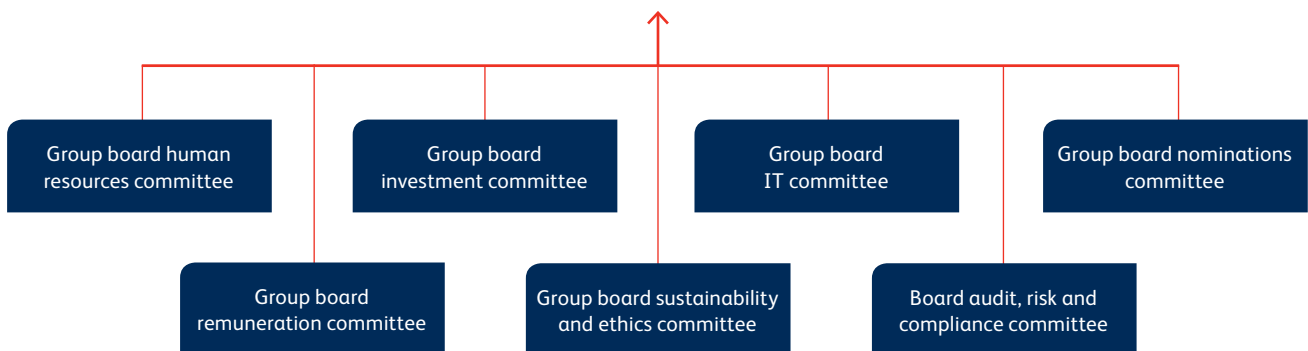 Group board human
resources committee
Group board
investment committee
Group board
IT committee
Group board nominations
committee
Group board
remuneration committee
Group board sustainability
and ethics committee
Board audit, risk and
compliance committee